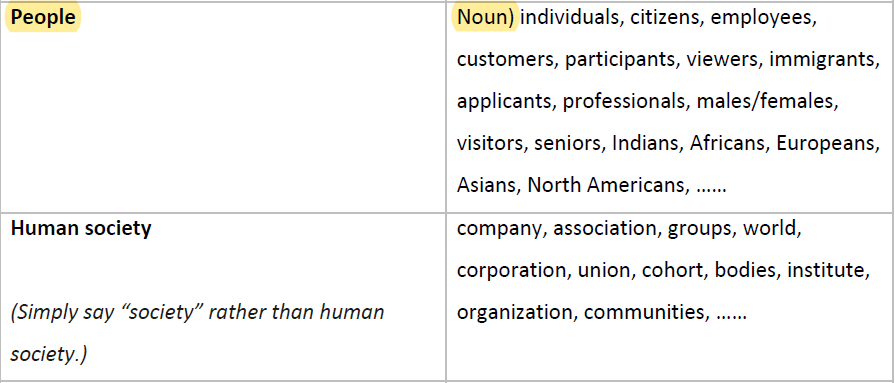 People
Noun) individuals, citizens, employees,
customers, participants, viewers, immigrants,
applicants, professionals, males/females,
visitors, seniors, Indians, Africans, Europeans,
Asians, North Americans, ……
Human society
(Simply say “society” rather than human
society.)
company, association, groups, world,
corporation, union, cohort, bodies, institute,
organization, communities, ……